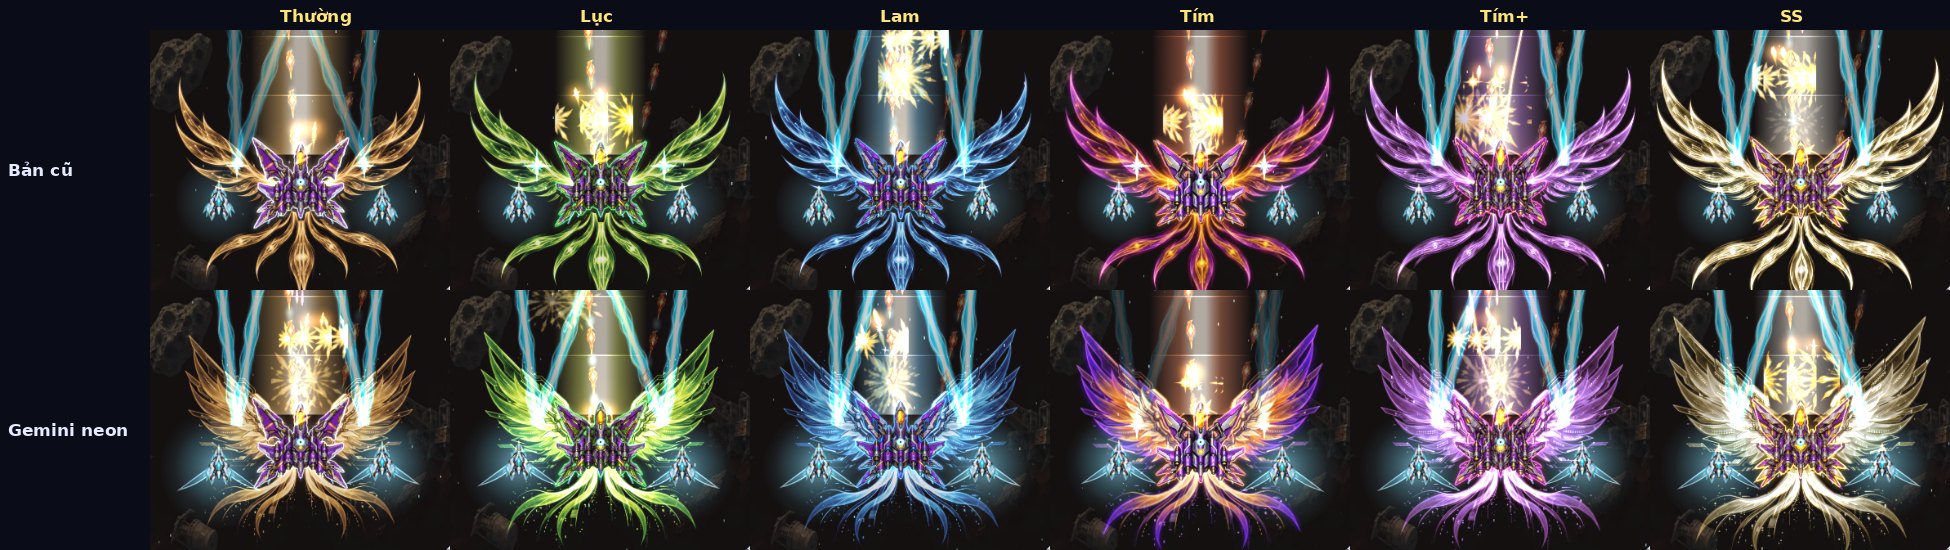 Thường Lục Lam Tím Tím+ SS
Bản cũ
Gemini neon